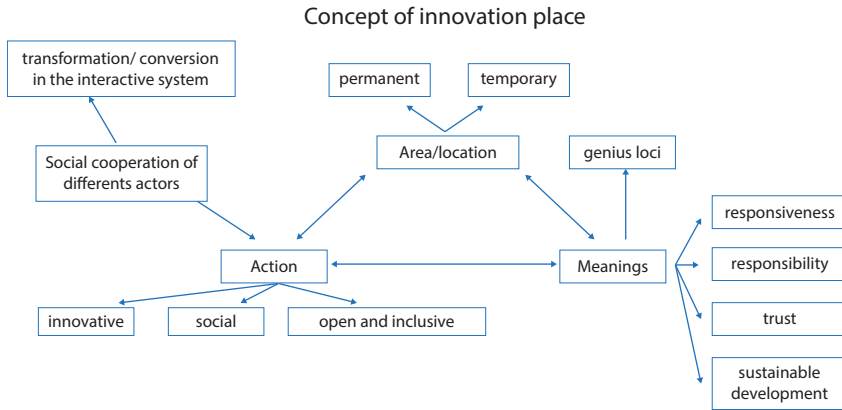 Concept of innovation place
transformation/ conversion
in the interactive system
permanent
temporary
Social cooperation of
differents actors
Area/location
genius loci
responsiveness
Action
Meanings
responsibility
innovative
social
open and inclusive
trust
sustainable
development